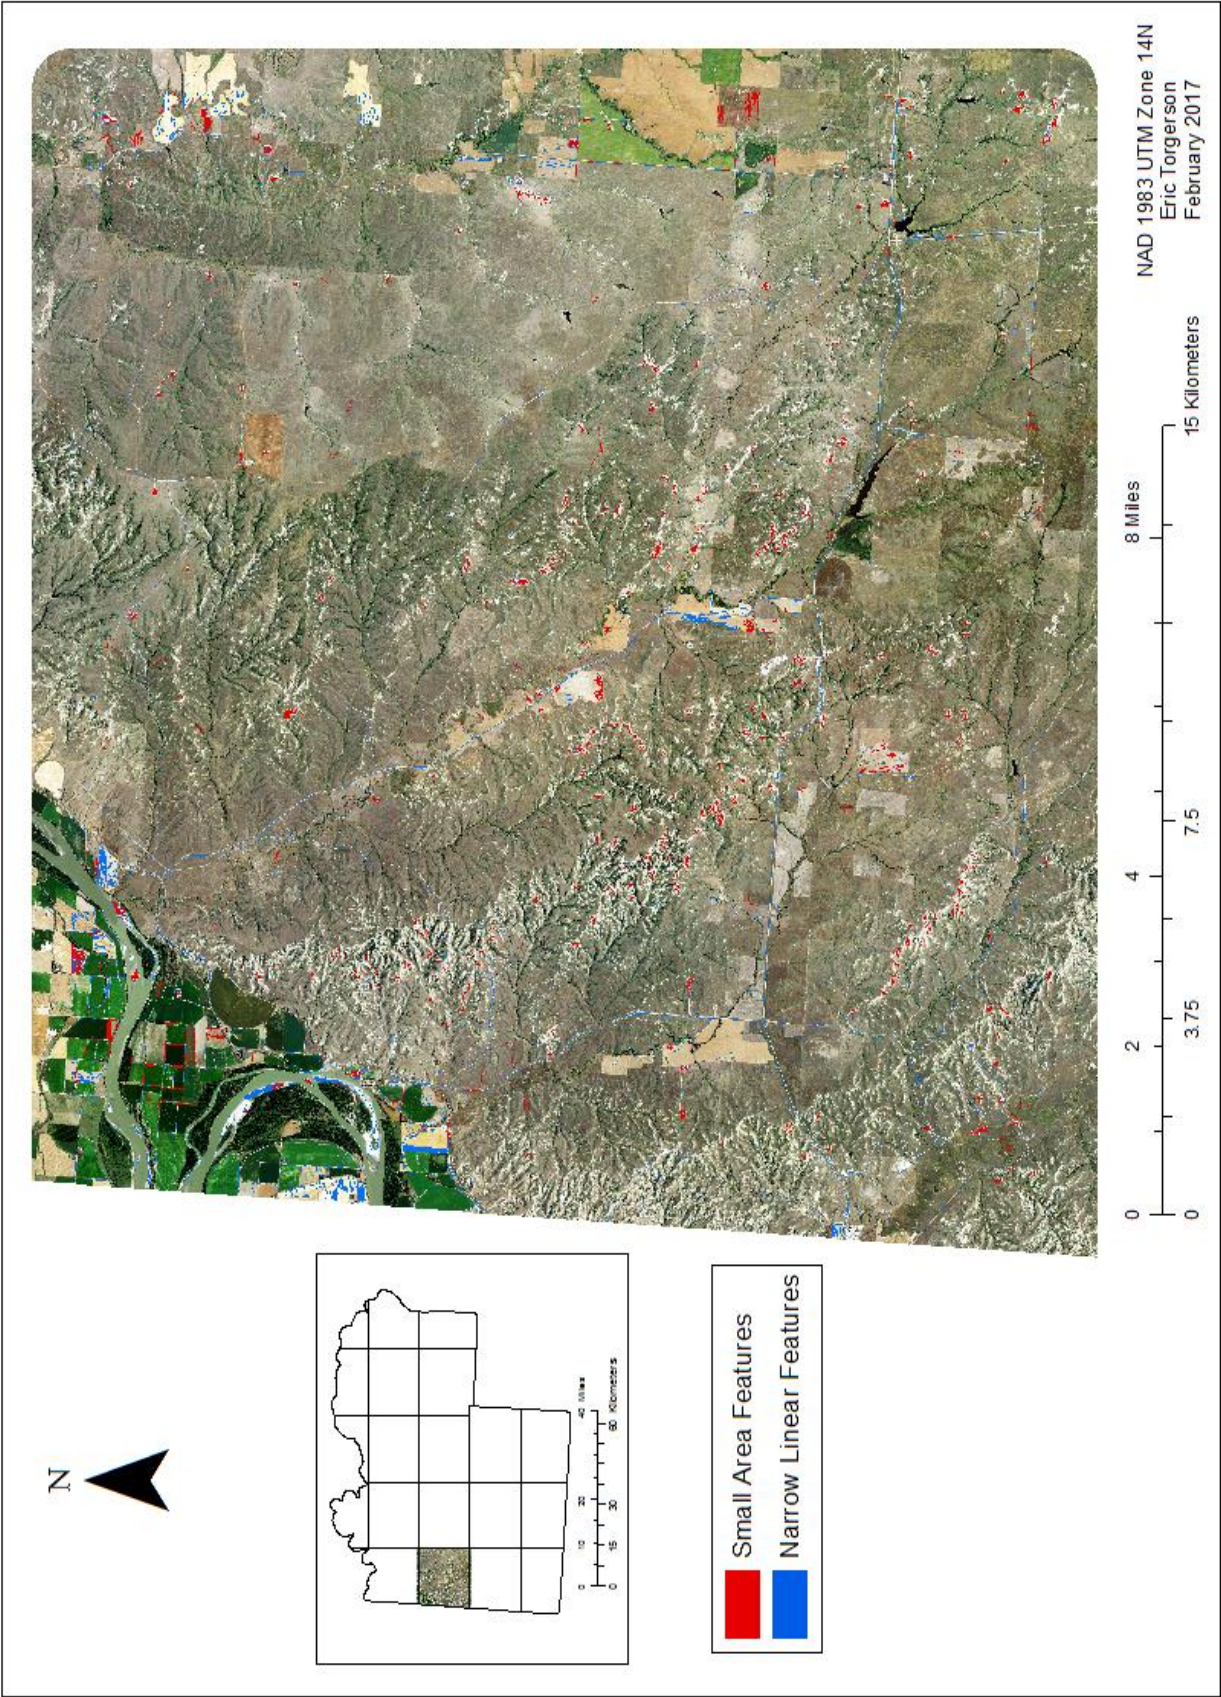 N
0 10 20 40 Miles
0 15 30 60 Kilometers
Small Area Features
Narrow Linear Features
0 2 4 8 Miles
0 3.75 7.5 15 Kilometers
NAD 1983 UTM Zone 14N
Eric Torgerson
February 2017